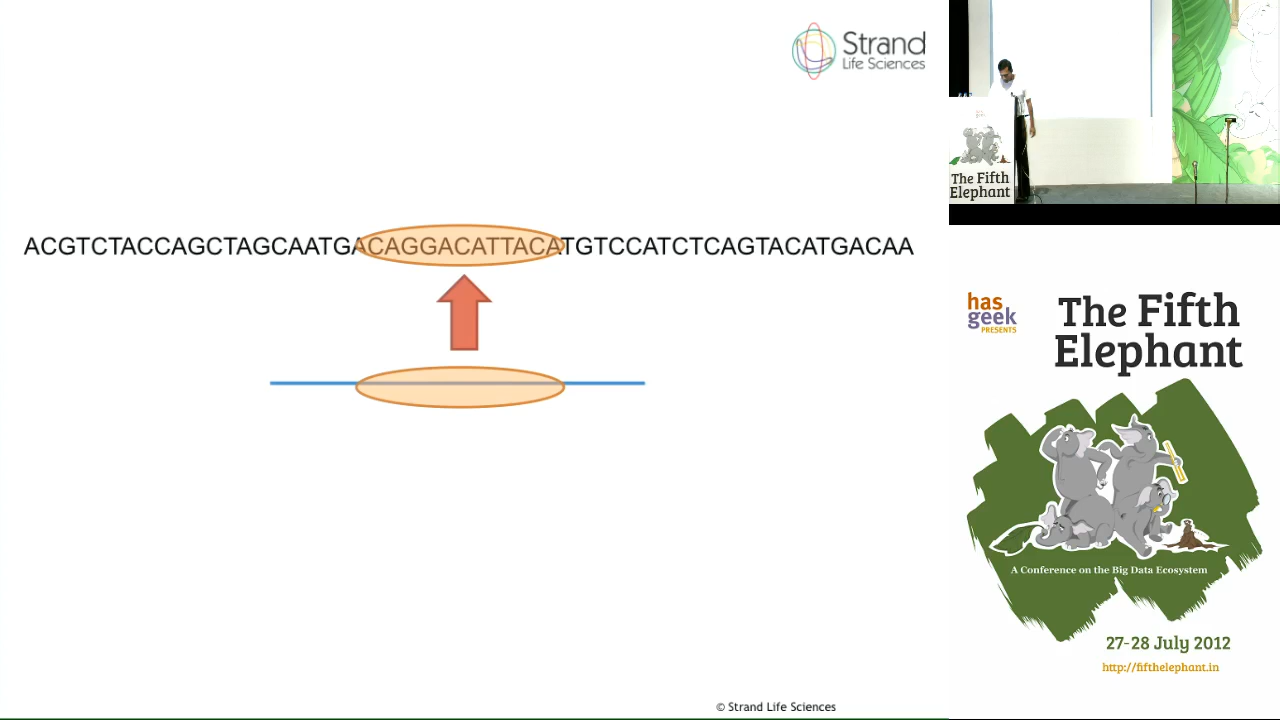 Strand
Life Sciences
ACGTCTACCAGCTAGCAATGACAGGACATTACATGTCCATCTCAGTACATGACAA
© Strand Life Sciences
The Fifth
Elephant
has
geek
PRESENTS
The Fifth
Elephant
A Conference on the Big Data Ecosystem
27-28 July 2012
http://fifthelephant.in